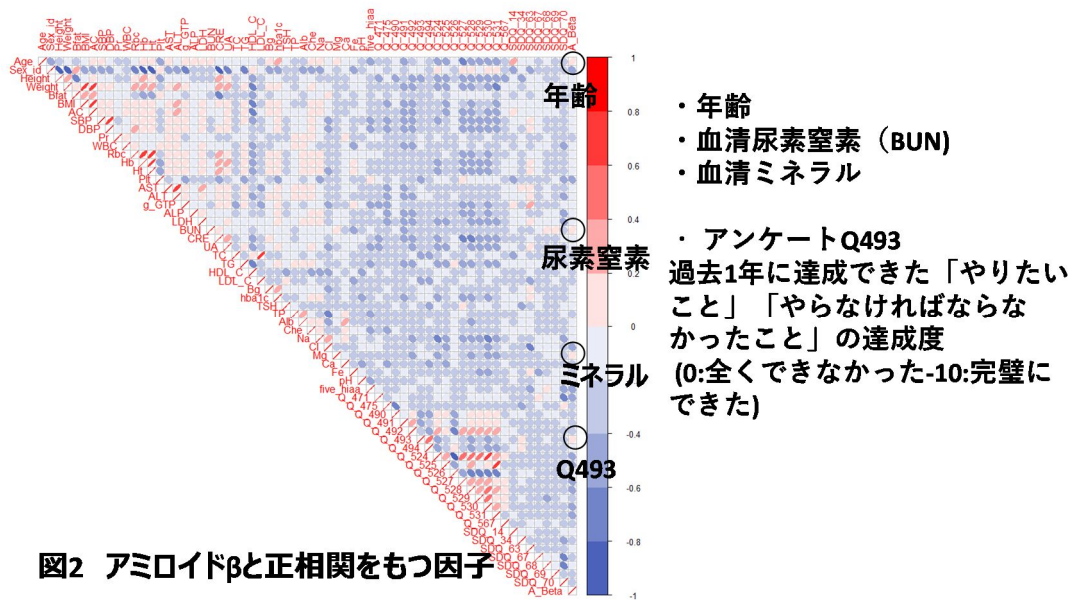 Age
Sex_id
Height
Weight
Bfat
BMI
AC
SBP
DBP
Pr
WBC
Rbc
Hb
Ht
Plt
AST
ALT
g_GTP
ALP
LDH
BUN
CRE
UA
TC
TG
HDL_C
LDL_C
Bg
hba1c
TSH
TP
Alb
Che
Na
Cl
Mg
Ca
Fe
pH
five_hiaa
Q_471
Q_475
Q_490
Q_491
Q_492
Q_493
Q_494
Q_524
Q_525
Q_526
Q_527
Q_528
Q_529
Q_530
Q_531
Q_567
SDQ_14
SDQ_34
SDQ_63
SDQ_67
SDQ_68
SDQ_69
SDQ_70
A_Beta
1
0.8
0.6
0.4
0.2
0
-0.4
-0.6
-0.8
-1
年齢
尿素窒素
ミネラル
Q493
・年齢
・血清尿素窒素（BUN)
・血清ミネラル
・ アンケートQ493
過去1年に達成できた「やりたい
こと」「やらなければならな
かったこと」の達成度
(0:全くできなかった-10:完璧に
できた)
図2 アミロイドβと正相関をもつ因子